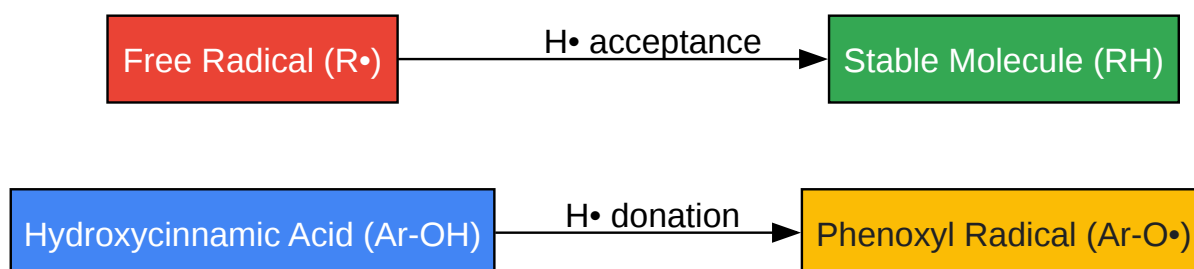 Free Radical (R•)
H• acceptance
Stable Molecule (RH)
Hydroxycinnamic Acid (Ar-OH)
H• donation
Phenoxyl Radical (Ar-O•)